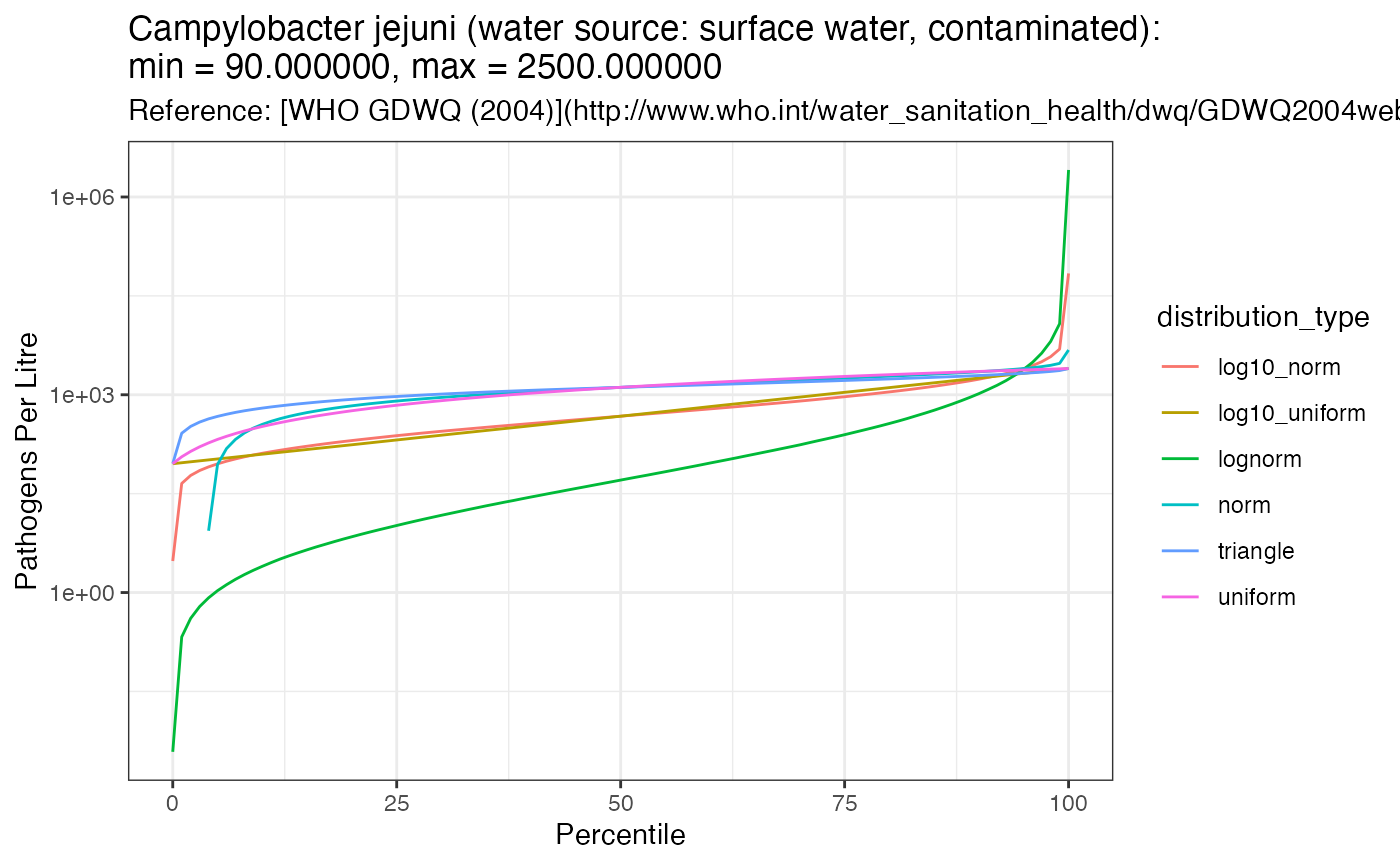 Campylobacter jejuni (water source: surface water, contaminated):
min = 90.000000, max = 2500.000000
Reference: [WHO GDWQ (2004)](http://www.who.int/water_sanitation_health/dwq/GDWQ2004web
Pathogens Per Litre
1e+06
1e+03
1e+00
0
25
50
75
100
Percentile
distribution_type
log10_norm
log10_uniform
lognorm
norm
triangle
uniform